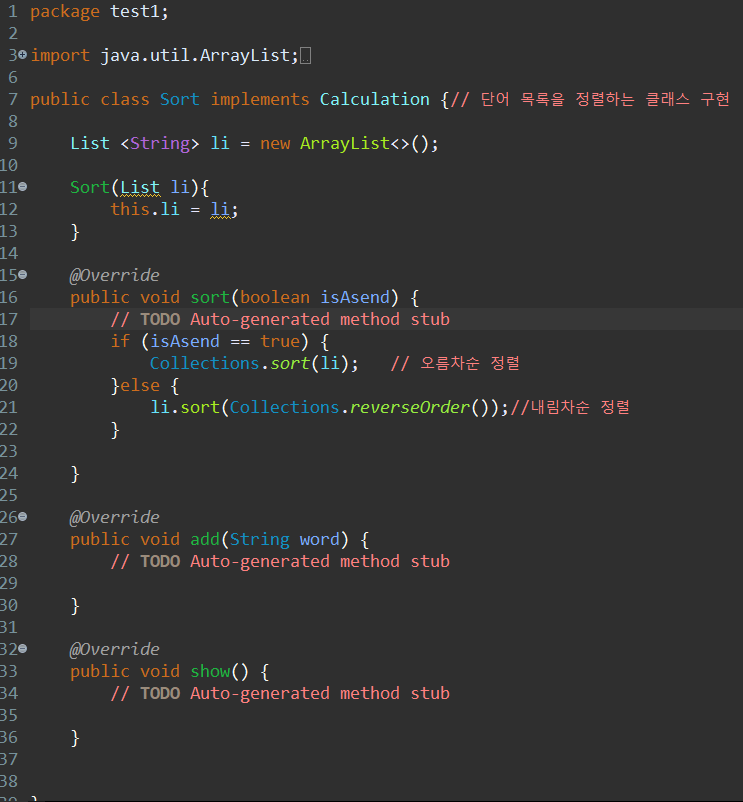 1 package test1;
2
3 import java.util.ArrayList;
6
7 public class Sort implements Calculation {// 단어 목록을 정렬하는 클래스 구현
8
9 List <String> li = new ArrayList<>();
10
11 Sort(List li){
12 this.li = li;
13 }
14
15 @Override
16 public void sort(boolean isAsend) {
17 // TODO Auto-generated method stub
18 if (isAsend == true) {
19 Collections.sort(li); // 오름차순 정렬
20 }else {
21 li.sort(Collections.reverseOrder());//내림차순 정렬
22 }
23
24 }
25
26 @Override
27 public void add(String word) {
28 // TODO Auto-generated method stub
29
30 }
31
32 @Override
33 public void show() {
34 // TODO Auto-generated method stub
35
36 }
37
38